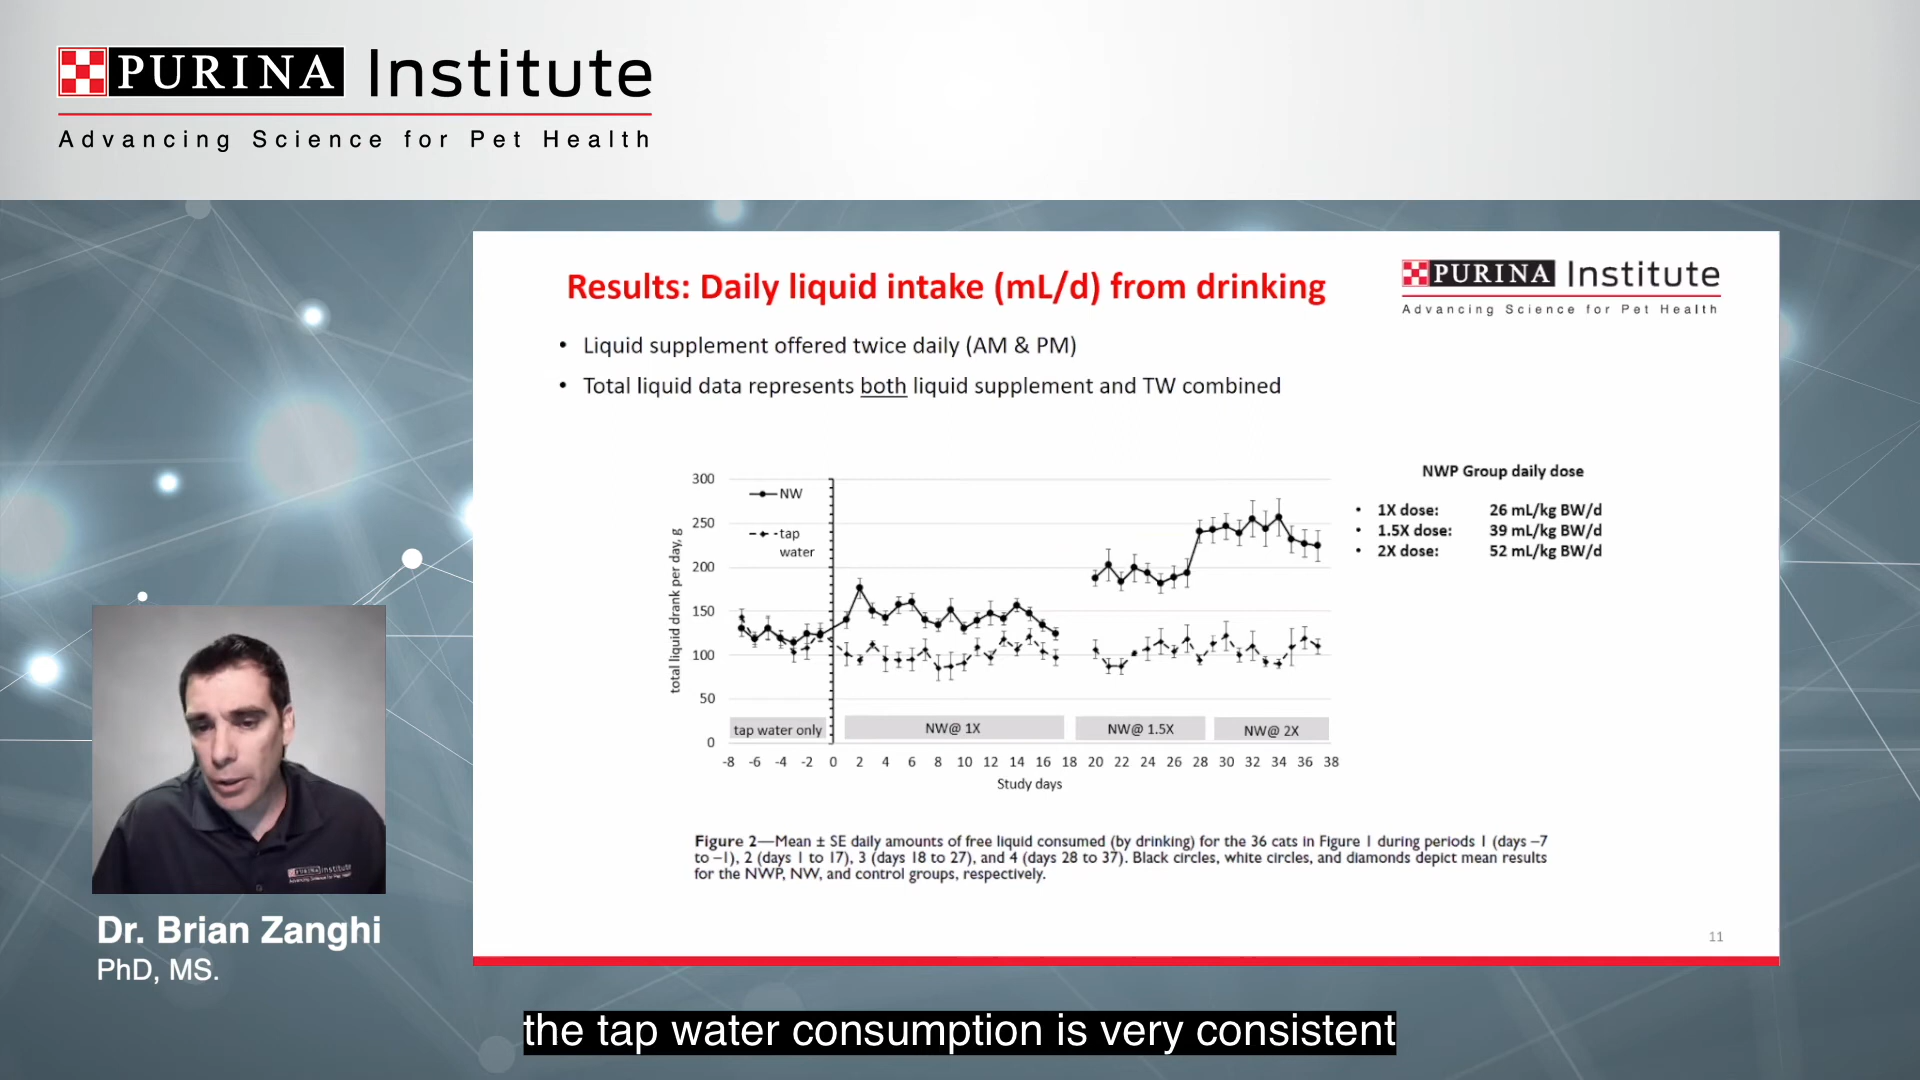 PURINA Institute
Advancing Science for Pet Health
Results: Daily liquid intake (mL/d) from drinking
PURINA Institute
Advancing Science for Pet Health
• Liquid supplement offered twice daily (AM & PM)
• Total liquid data represents both liquid supplement and TW combined
NWP Group daily dose
• 1X dose: 26 mL/kg BW/d
• 1.5X dose: 39 mL/kg BW/d
• 2X dose: 52 mL/kg BW/d
total liquid drank per day, g
300
250
200
150
100
50
0
NW
tap
water
tap water only
NW@ 1X
NW@ 1.5X
NW@ 2X
-8 -6 -4 -2 0 2 4 6 8 10 12 14 16 18 20 22 24 26 28 30 32 34 36 38
Study days
Figure 2—Mean ± SE daily amounts of free liquid consumed (by drinking) for the 36 cats in Figure 1 during periods 1 (days –7
to –1), 2 (days 1 to 17), 3 (days 18 to 27), and 4 (days 28 to 37). Black circles, white circles, and diamonds depict mean results
for the NWP, NW, and control groups, respectively.
11
PURINA Institute
Advancing Science for Pet Health
Dr. Brian Zanghi
PhD, MS.
the tap water consumption is very consistent